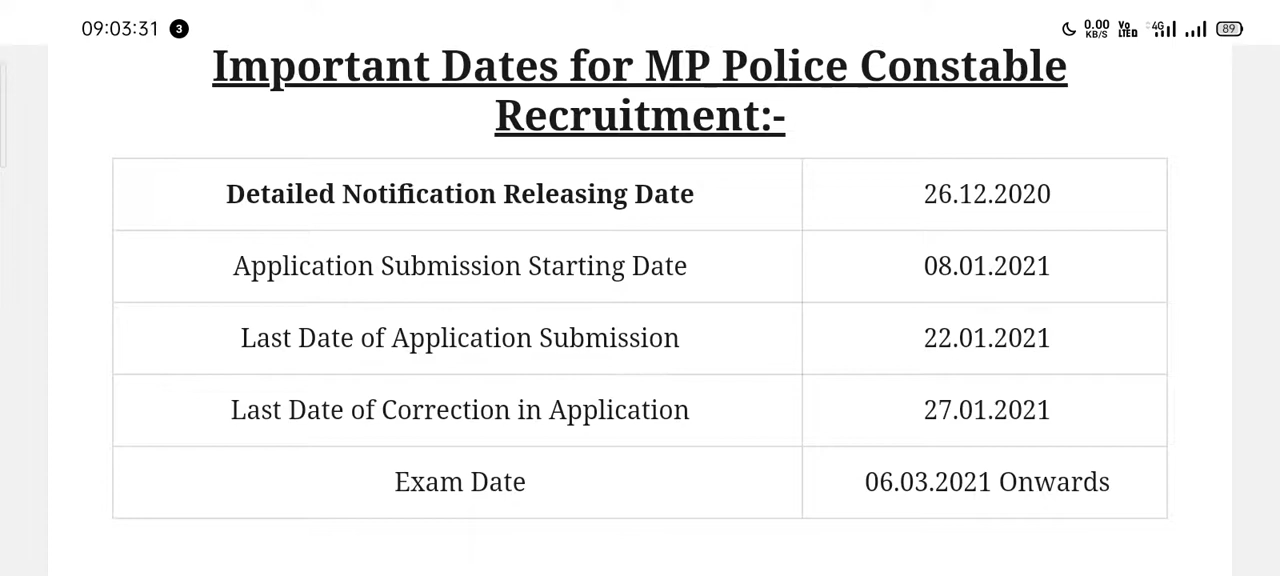 09:03:31 3 0.00 KB/S Vo LTED 4G 89
Important Dates for MP Police Constable
Recruitment:-
Detailed Notification Releasing Date 26.12.2020
Application Submission Starting Date 08.01.2021
Last Date of Application Submission 22.01.2021
Last Date of Correction in Application 27.01.2021
Exam Date 06.03.2021 Onwards